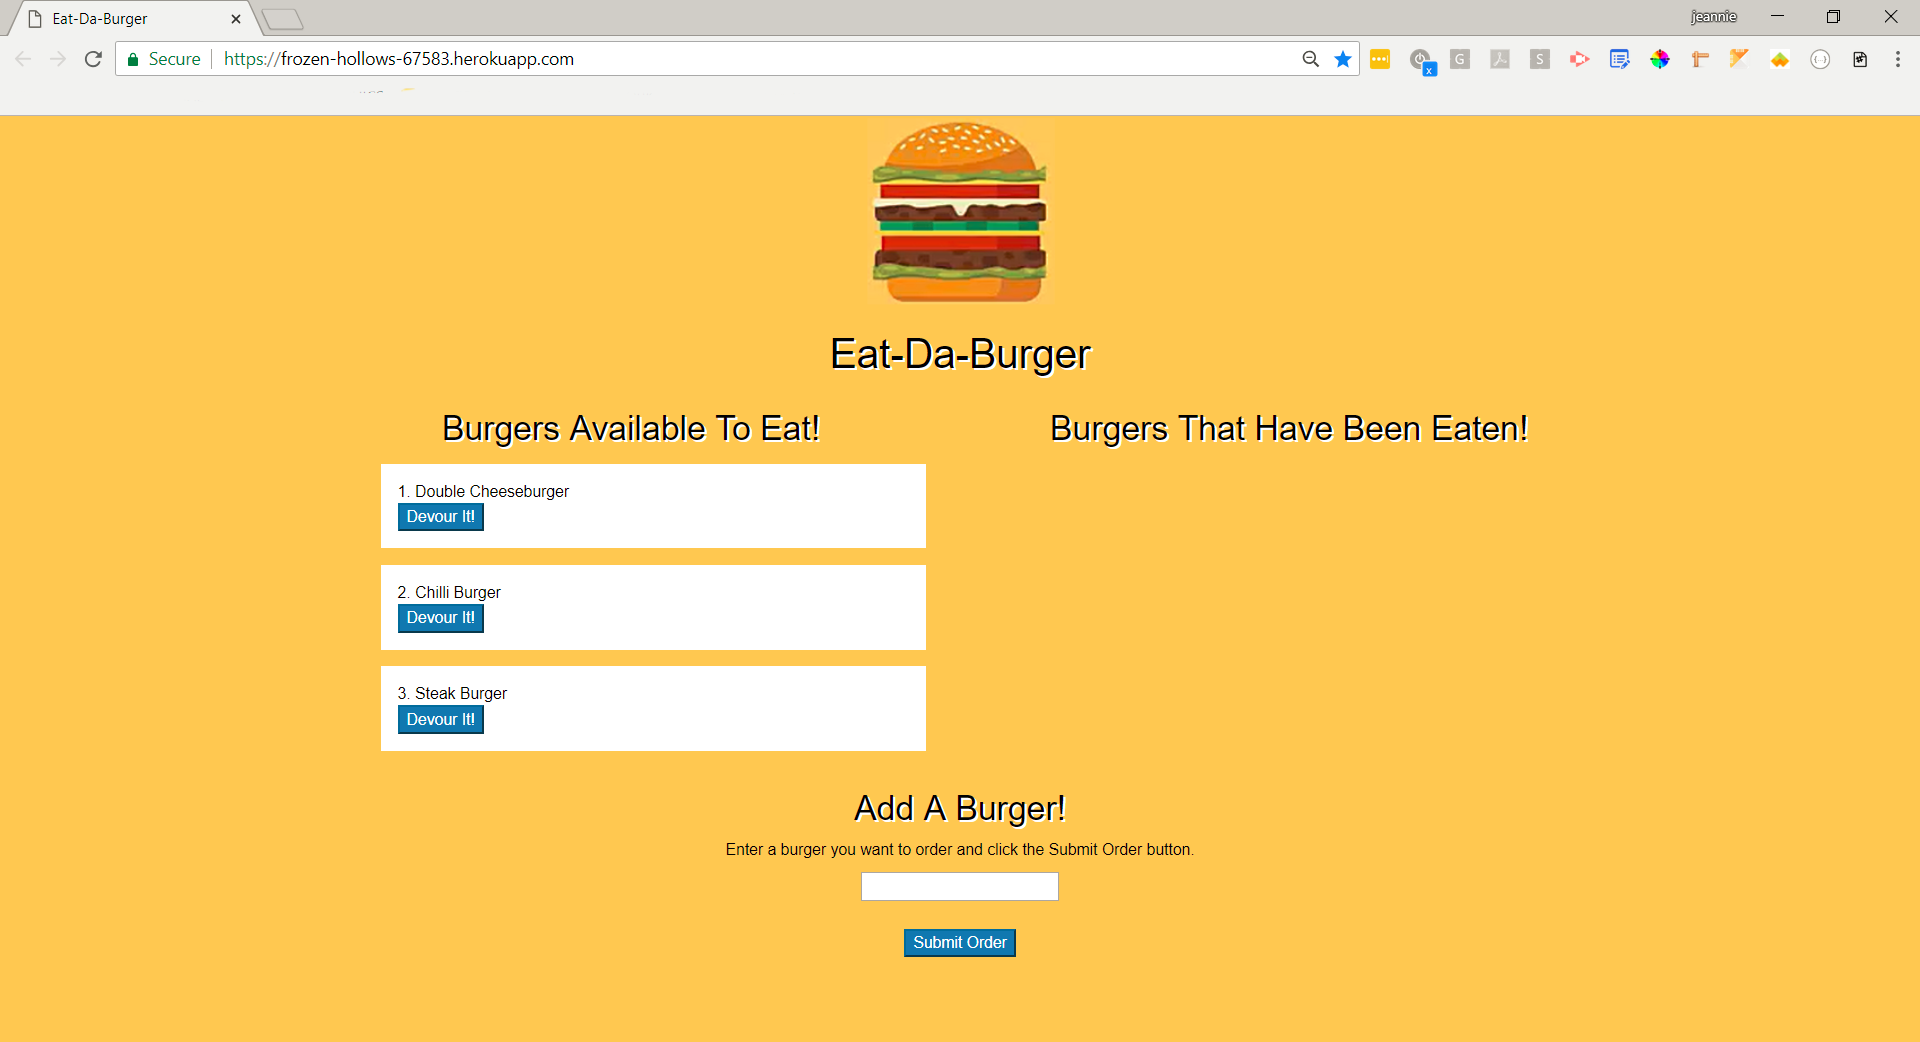 Eat-Da-Burger
jeannie
Secure https://frozen-hollows-67583.herokuapp.com
G
S
x
Eat-Da-Burger
Burgers Available To Eat!
Burgers That Have Been Eaten!
1. Double Cheeseburger
Devour It!
2. Chilli Burger
Devour It!
3. Steak Burger
Devour It!
Add A Burger!
Enter a burger you want to order and click the Submit Order button.
Submit Order